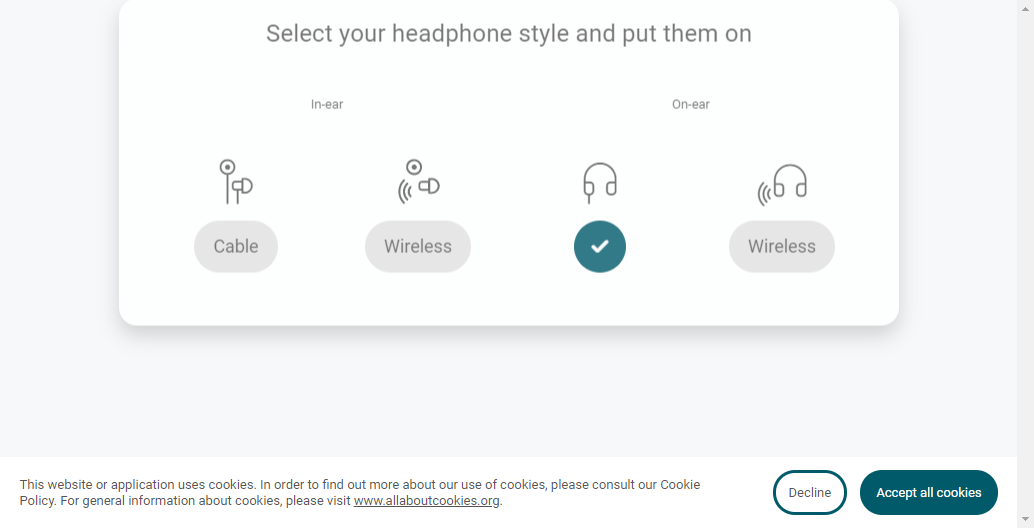 Select your headphone style and put them on
In-ear
On-ear
Cable
Wireless
Wireless
This website or application uses cookies. In order to find out more about our use of cookies, please consult our Cookie
Policy. For general information about cookies, please visit www.allaboutcookies.org.
Decline
Accept all cookies